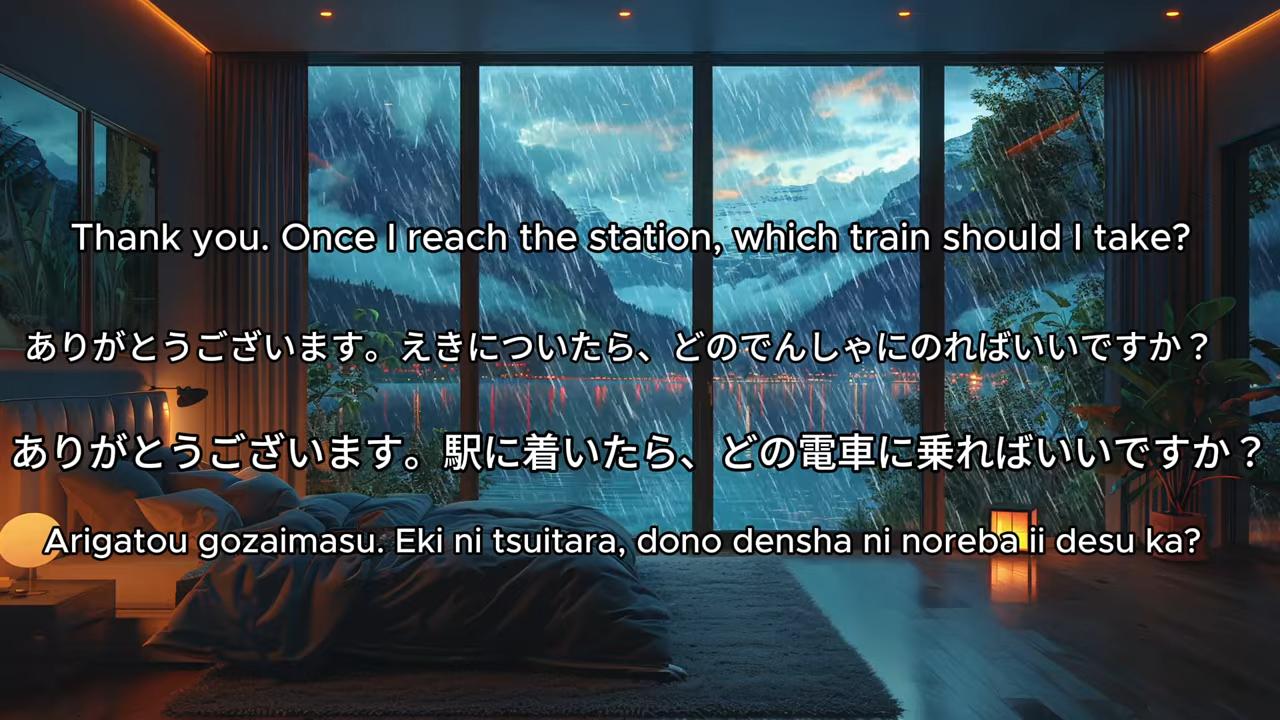 Thank you. Once I reach the station, which train should I take?
ありがとうございます。えきについたら、どのでんしゃにのればいいですか？
ありがとうございます。駅に着いたら、どの電車に乗ればいいですか？
Arigatou gozaimasu. Eki ni tsuitara, dono densha ni noreba ii desu ka?